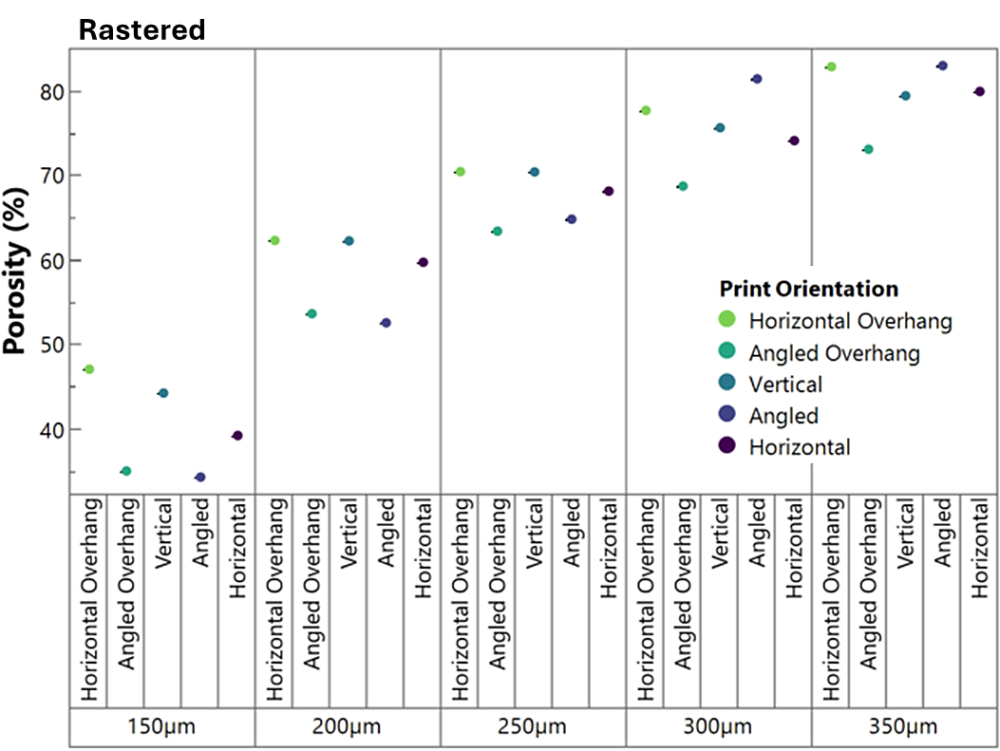 Rastered
Porosity (%)
80
70
60
50
40
Print Orientation
Horizontal Overhang
Angled Overhang
Vertical
Angled
Horizontal
Horizontal Overhang
Angled Overhang
Vertical
Angled
Horizontal
Horizontal Overhang
Angled Overhang
Vertical
Angled
Horizontal
Horizontal Overhang
Angled Overhang
Vertical
Angled
Horizontal
Horizontal Overhang
Angled Overhang
Vertical
Angled
Horizontal
Horizontal Overhang
Angled Overhang
Vertical
Angled
Horizontal
150µm 200µm 250µm 300µm 350µm